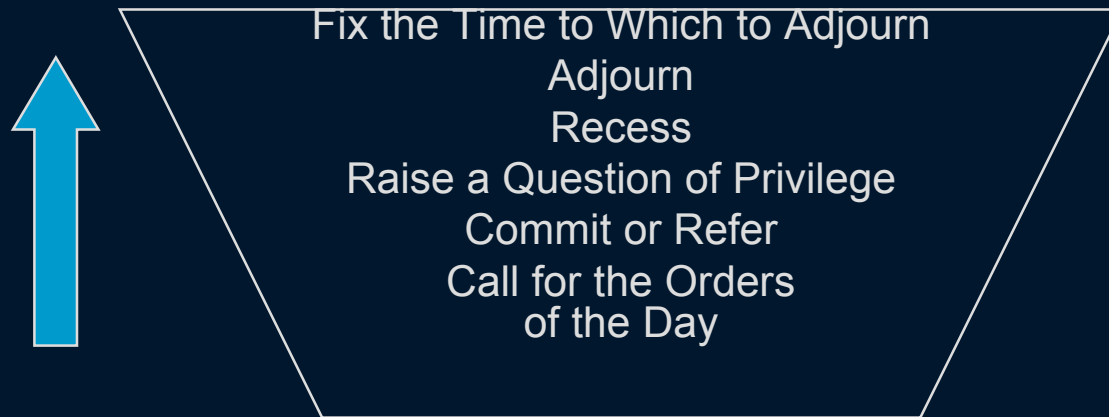 Fix the Time to Which to Adjourn
Adjourn
Recess
Raise a Question of Privilege
Commit or Refer
Call for the Orders
of the Day